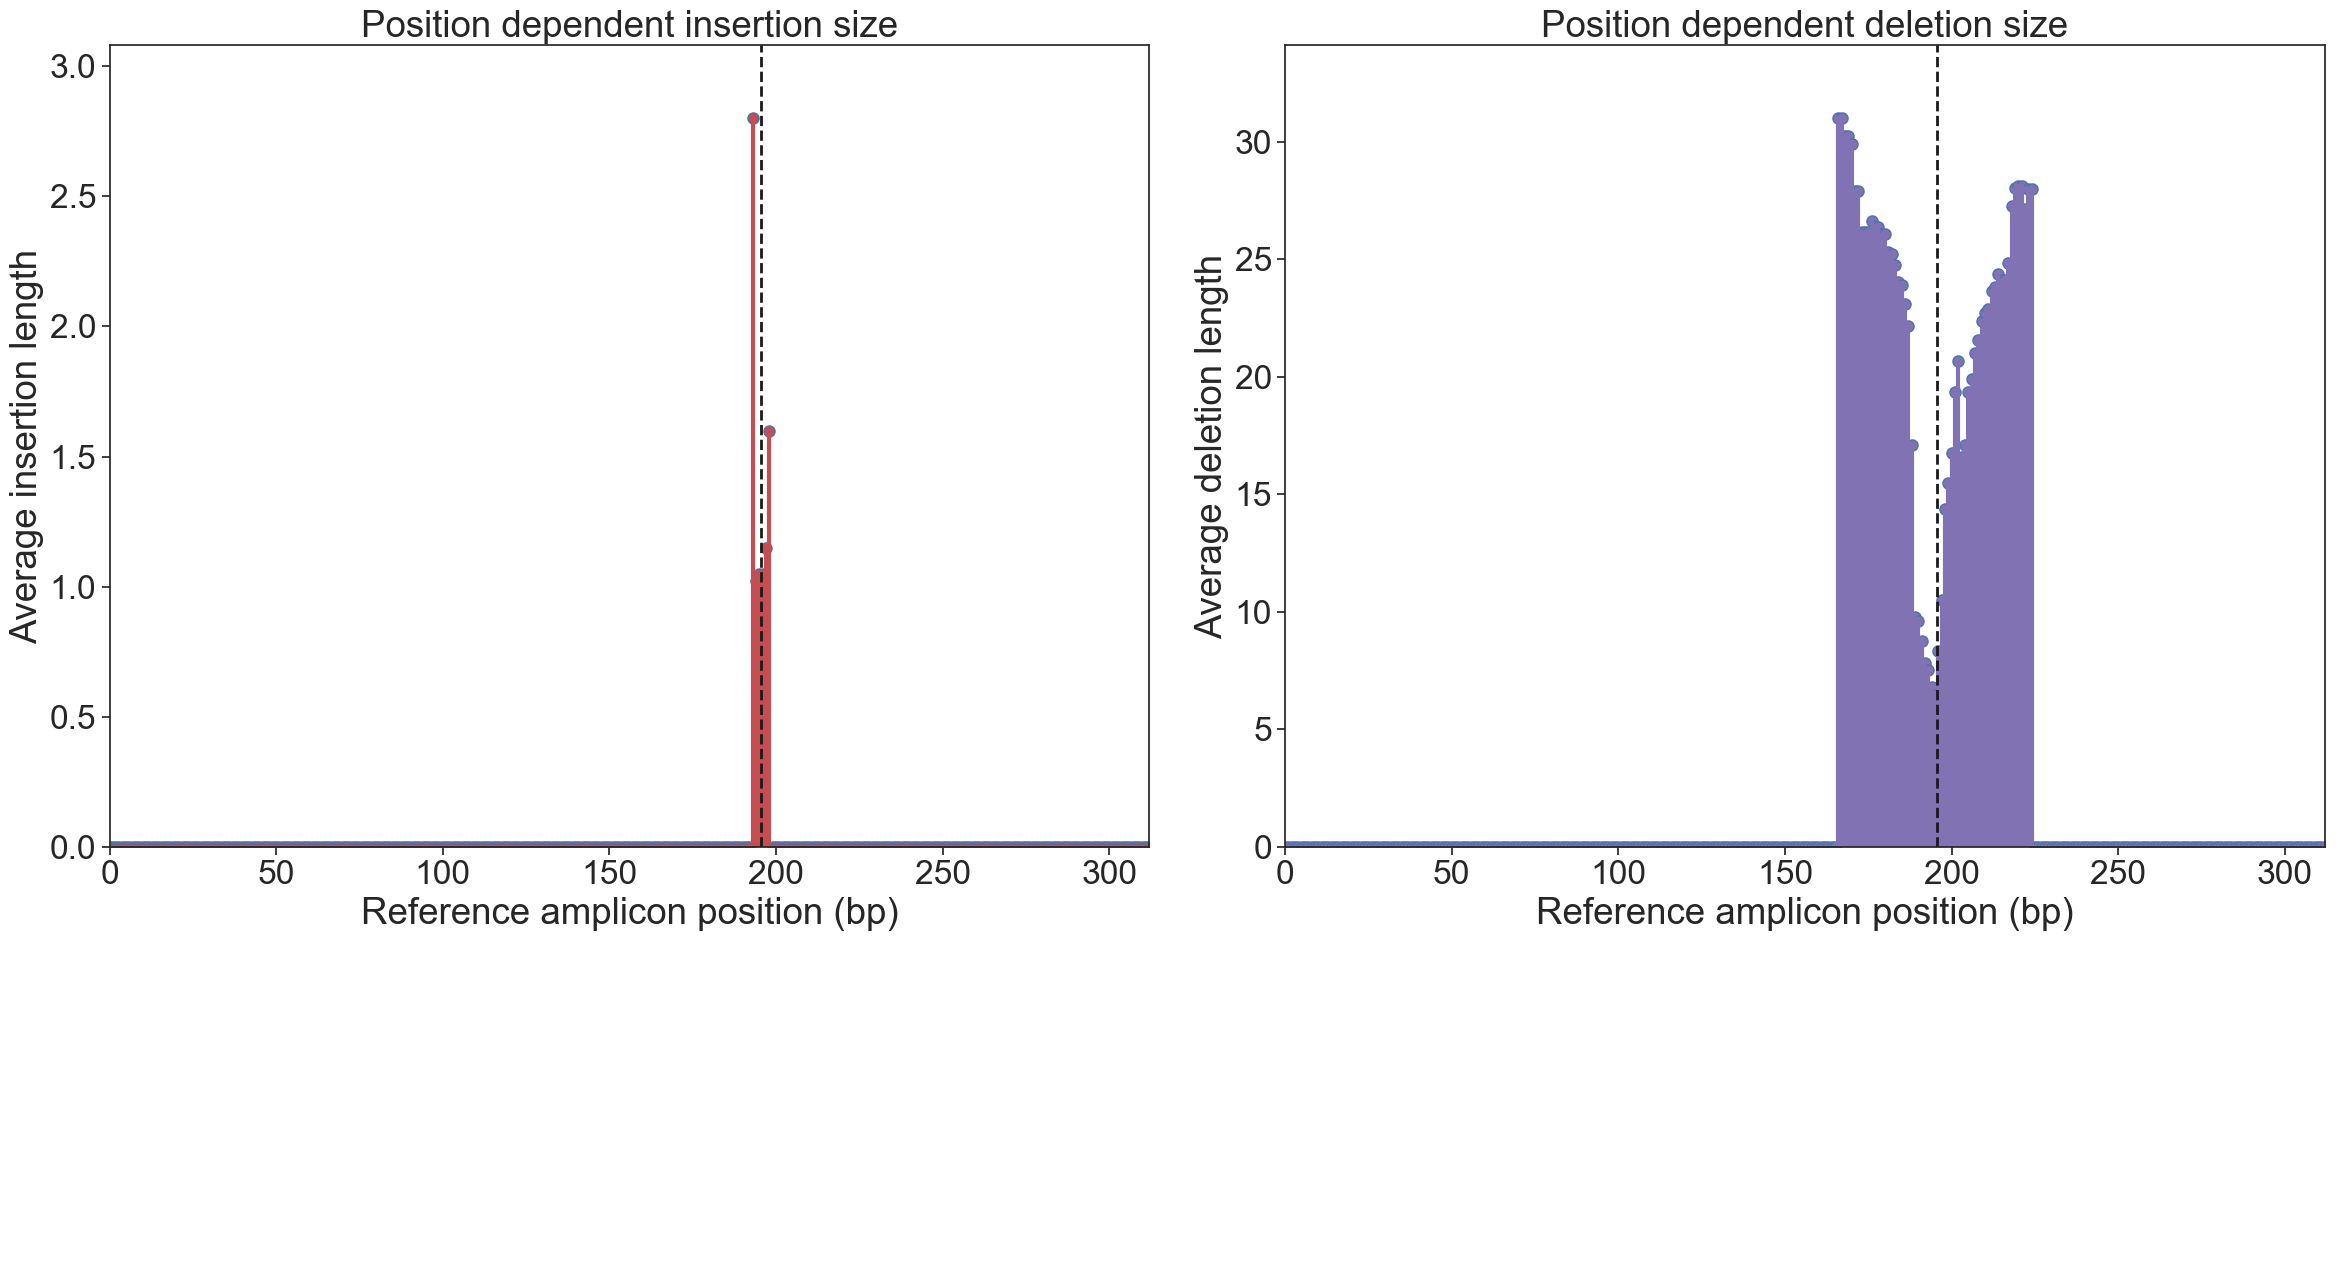 Position dependent insertion size
3.0
2.5
2.0
1.5
1.0
0.5
0.0
Average insertion length
0 50 100 150 200 250 300
Reference amplicon position (bp)
Position dependent deletion size
30
25
20
15
10
5
0
Average deletion length
0 50 100 150 200 250 300
Reference amplicon position (bp)